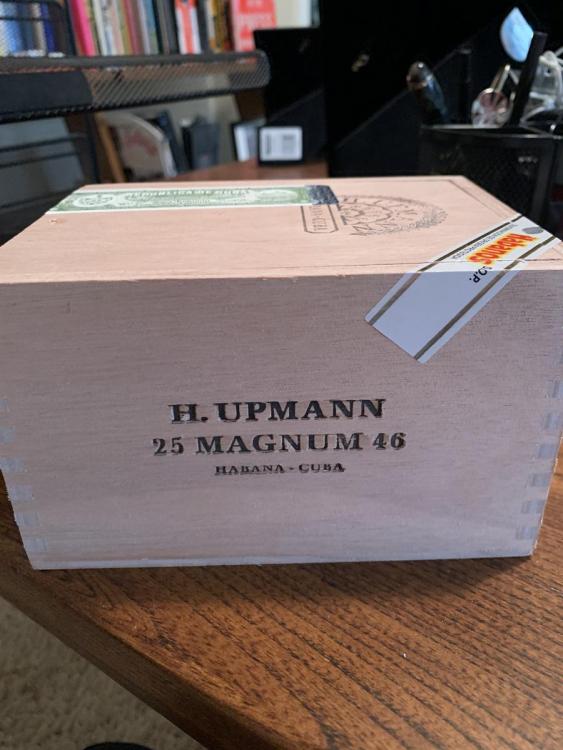 REPUBLICA DE CUBA
Habanos
D.O.P.
H. UPMANN
25 MAGNUM 46
HABANA - CUBA